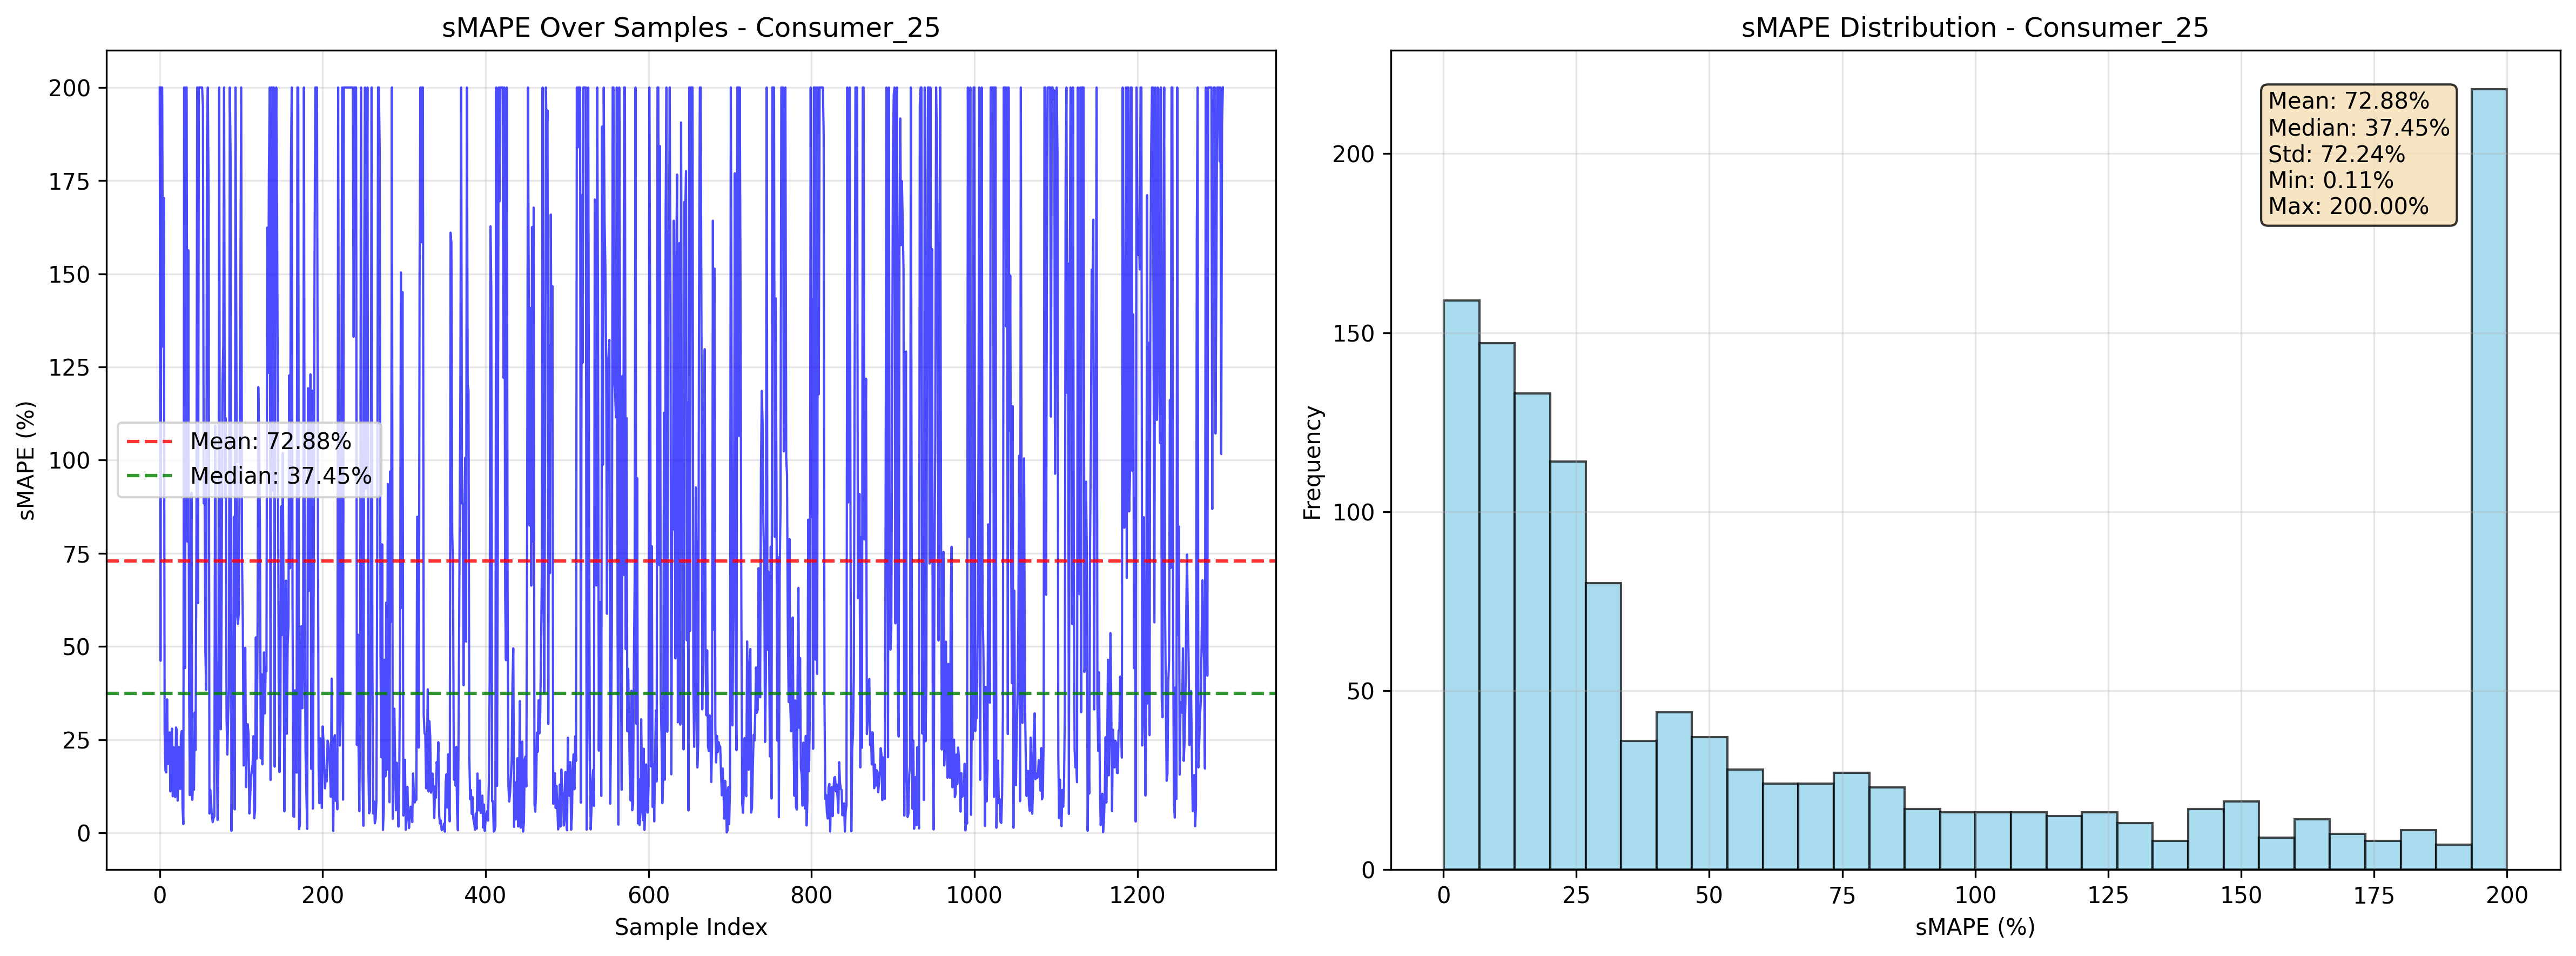 sMAPE Over Samples - Consumer_25
sMAPE (%)
200
175
150
125
100
75
50
25
0
Mean: 72.88%
Median: 37.45%
0 200 400 600 800 1000 1200
Sample Index
sMAPE Distribution - Consumer_25
Frequency
200
150
100
50
0
Mean: 72.88%
Median: 37.45%
Std: 72.24%
Min: 0.11%
Max: 200.00%
0 25 50 75 100 125 150 175 200
sMAPE (%)